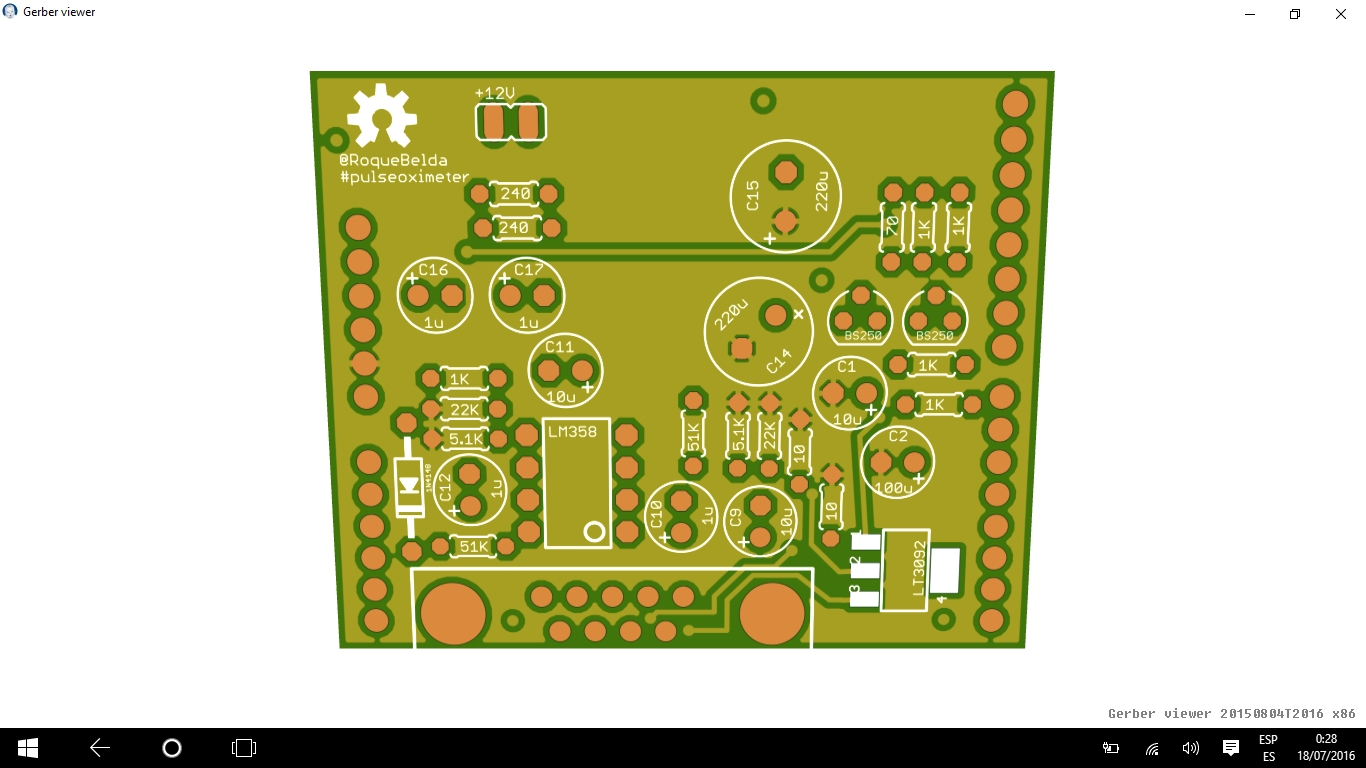 Gerber viewer
+12V
@RoqueBelda
#pulseoximeter
240
240
C15
220u
+
70
1K
1K
C16
+
1u
C17
+
1u
220u
C14
BS250
BS250
C11
+
10u
C1
+
10u
1K
1K
1K
22K
5.1K
LM358
51K
5.1K
22K
10
C2
+
100u
1N4148
C12
+
1u
C10
+
1u
C9
+
10u
10
51K
1
2
3
4
LT3092
Gerber viewer 20150804T2016 x86
ESP
ES
0:28
18/07/2016